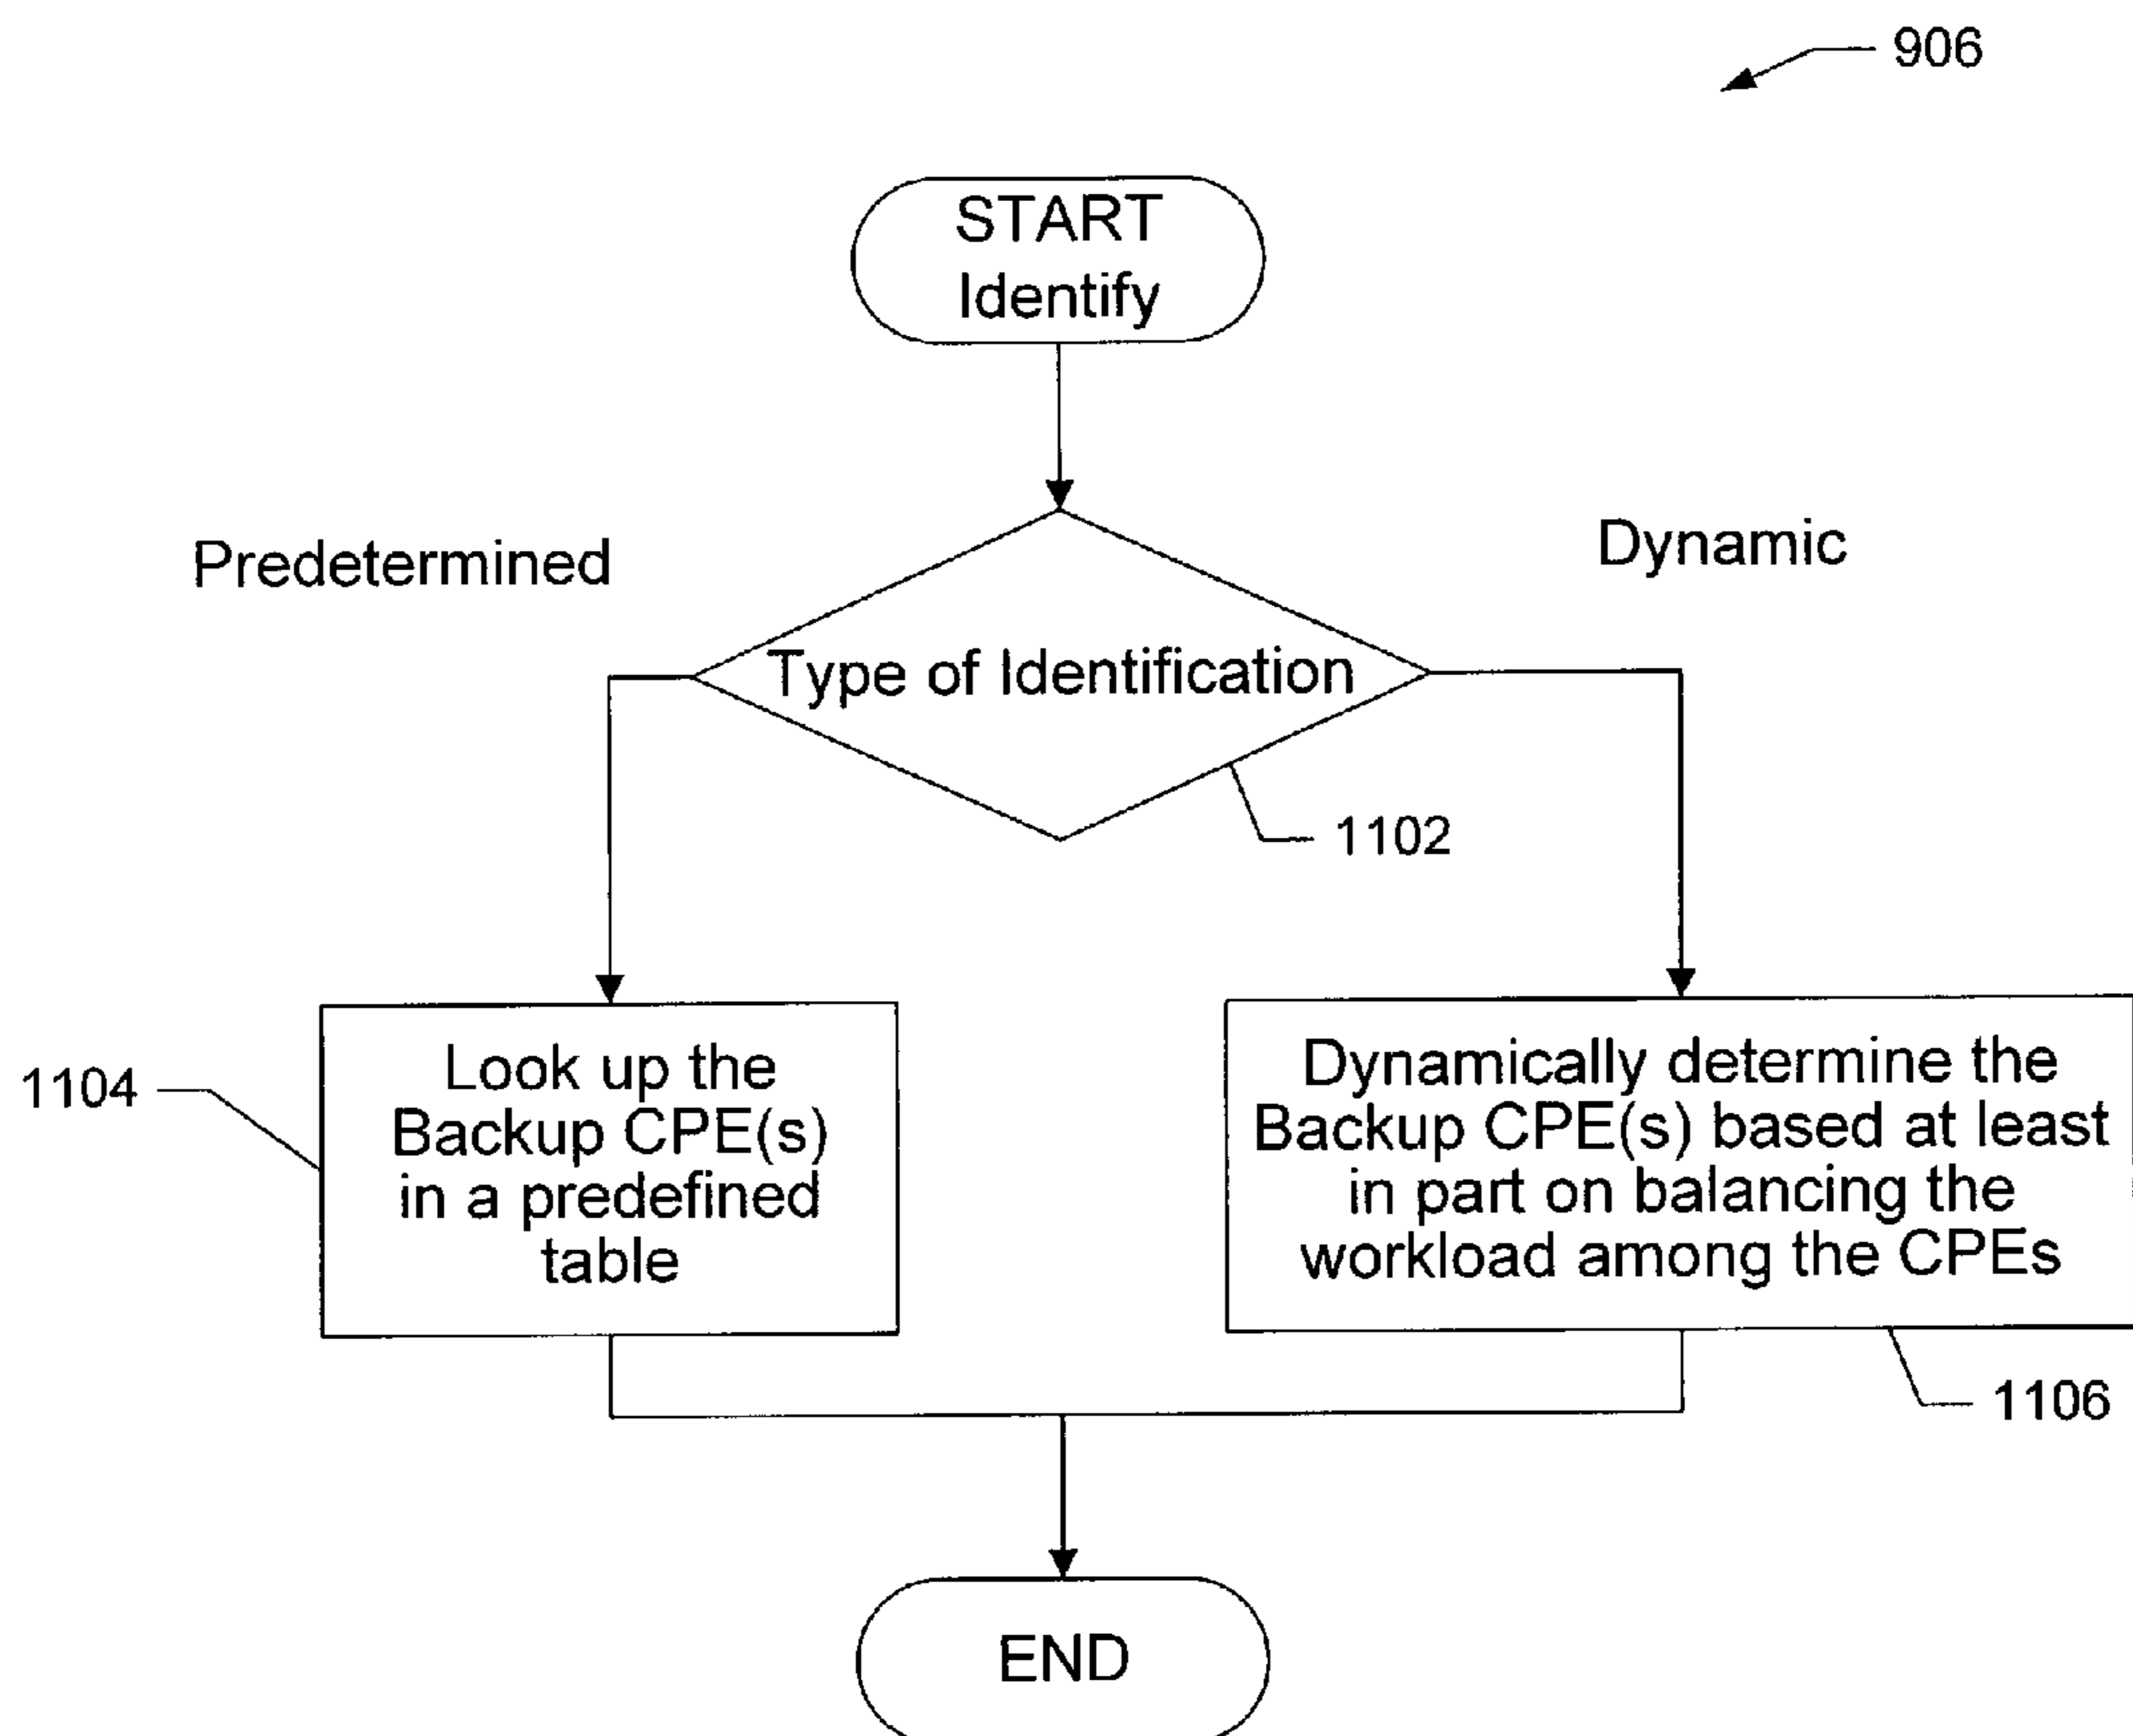 906
START
Identify
Predetermined
Dynamic
Type of Identification
1102
1104
Look up the
Backup CPE(s)
in a predefined
table
Dynamically determine the
Backup CPE(s) based at least
in part on balancing the
workload among the CPEs
1106
END